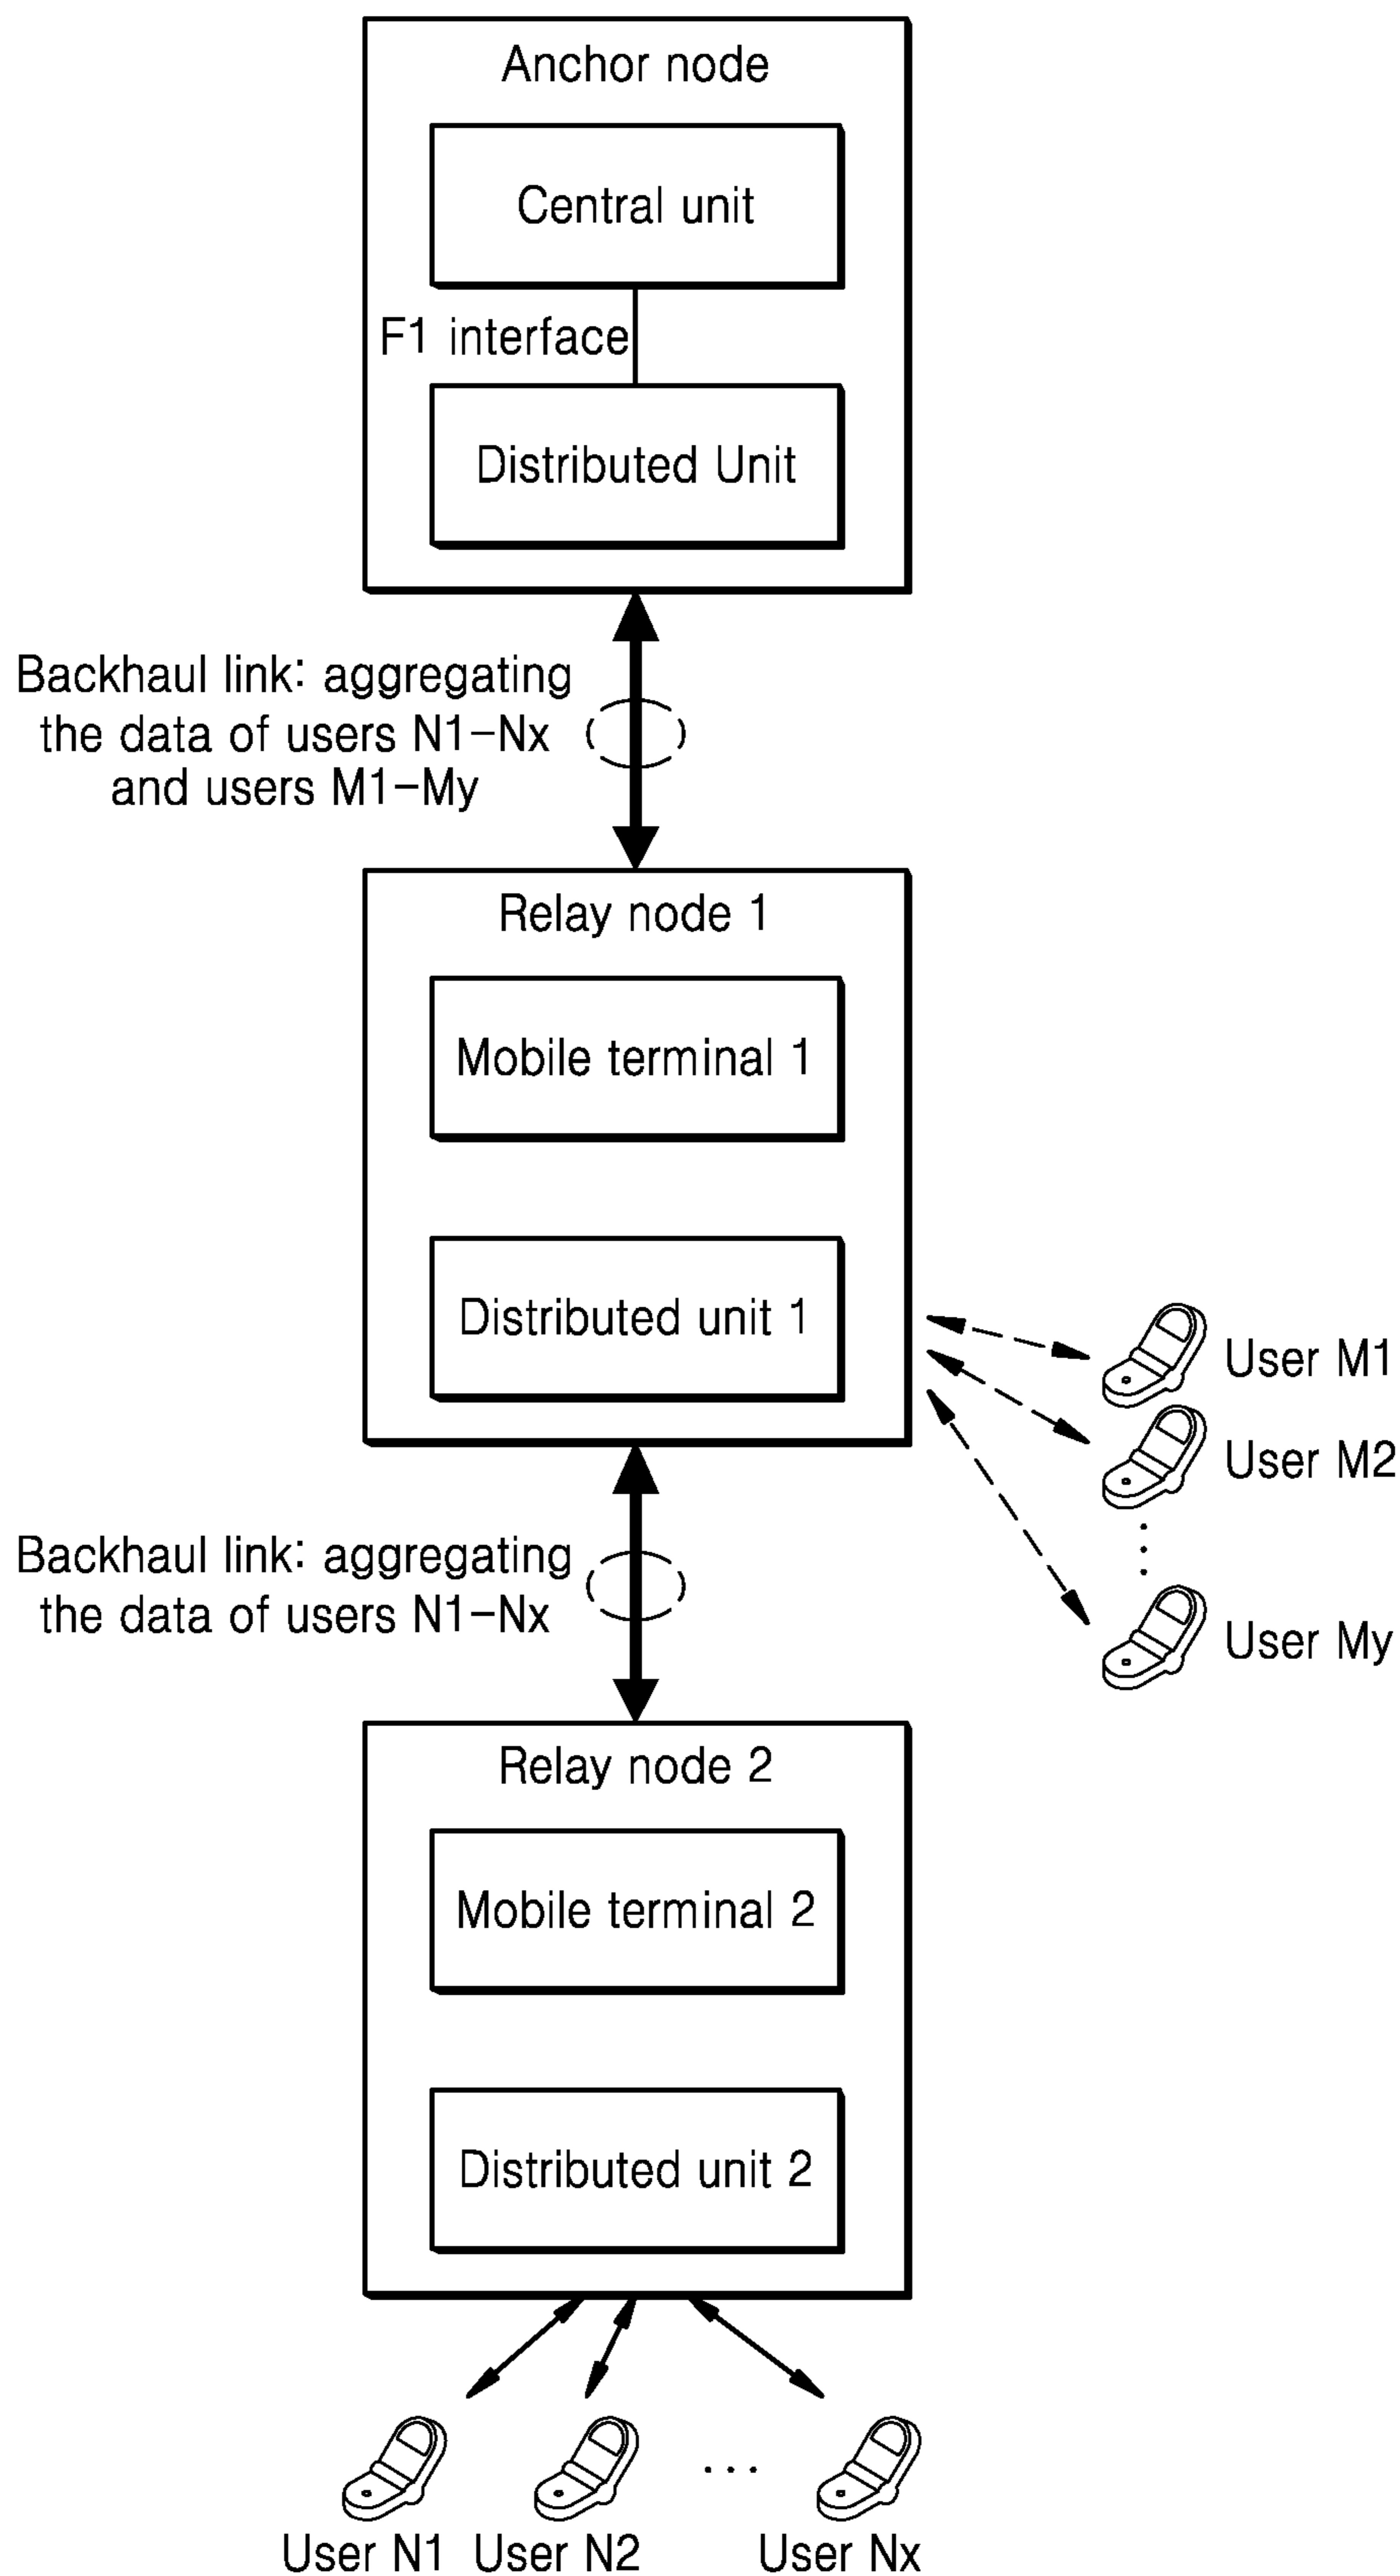 Anchor node
Central unit
F1 interface
Distributed Unit
Backhaul link: aggregating
the data of users N1-Nx
and users M1-My
Relay node 1
Mobile terminal 1
Distributed unit 1
User M1
User M2
User My
Backhaul link: aggregating
the data of users N1-Nx
Relay node 2
Mobile terminal 2
Distributed unit 2
User N1 User N2 ... User Nx